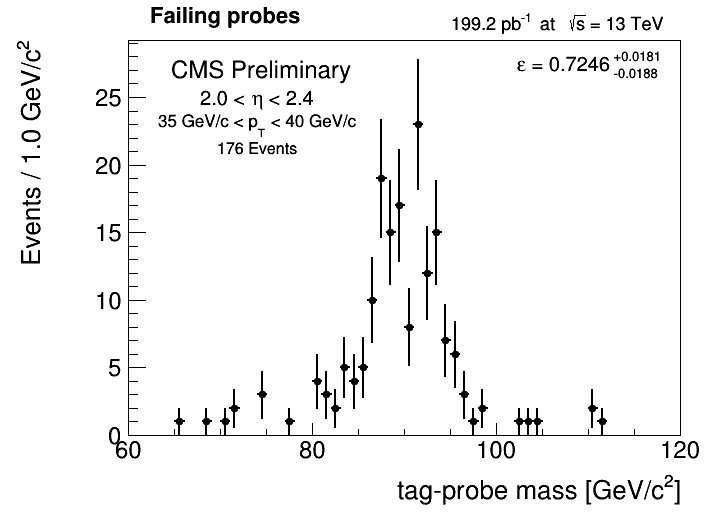 Failing probes
199.2 pb⁻¹ at √s = 13 TeV
CMS Preliminary
2.0 < η < 2.4
35 GeV/c < p_T < 40 GeV/c
176 Events
ε = 0.7246 +0.0181 -0.0188
Events / 1.0 GeV/c²
25
20
15
10
5
0
60 80 100 120
tag-probe mass [GeV/c²]